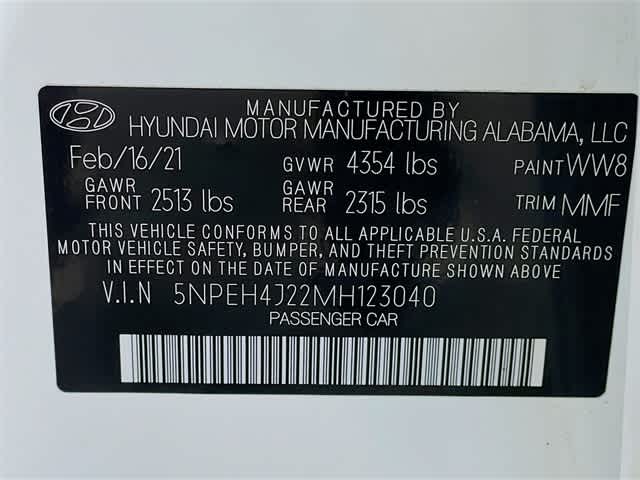 MANUFACTURED BY
HYUNDAI MOTOR MANUFACTURING ALABAMA, LLC
Feb/16/21 GVWR 4354 lbs PAINT WW8
GAWR FRONT 2513 lbs GAWR REAR 2315 lbs TRIM MMF
THIS VEHICLE CONFORMS TO ALL APPLICABLE U.S.A. FEDERAL
MOTOR VEHICLE SAFETY, BUMPER, AND THEFT PREVENTION STANDARDS
IN EFFECT ON THE DATE OF MANUFACTURE SHOWN ABOVE
V.I.N 5NPEH4J22MH123040
PASSENGER CAR